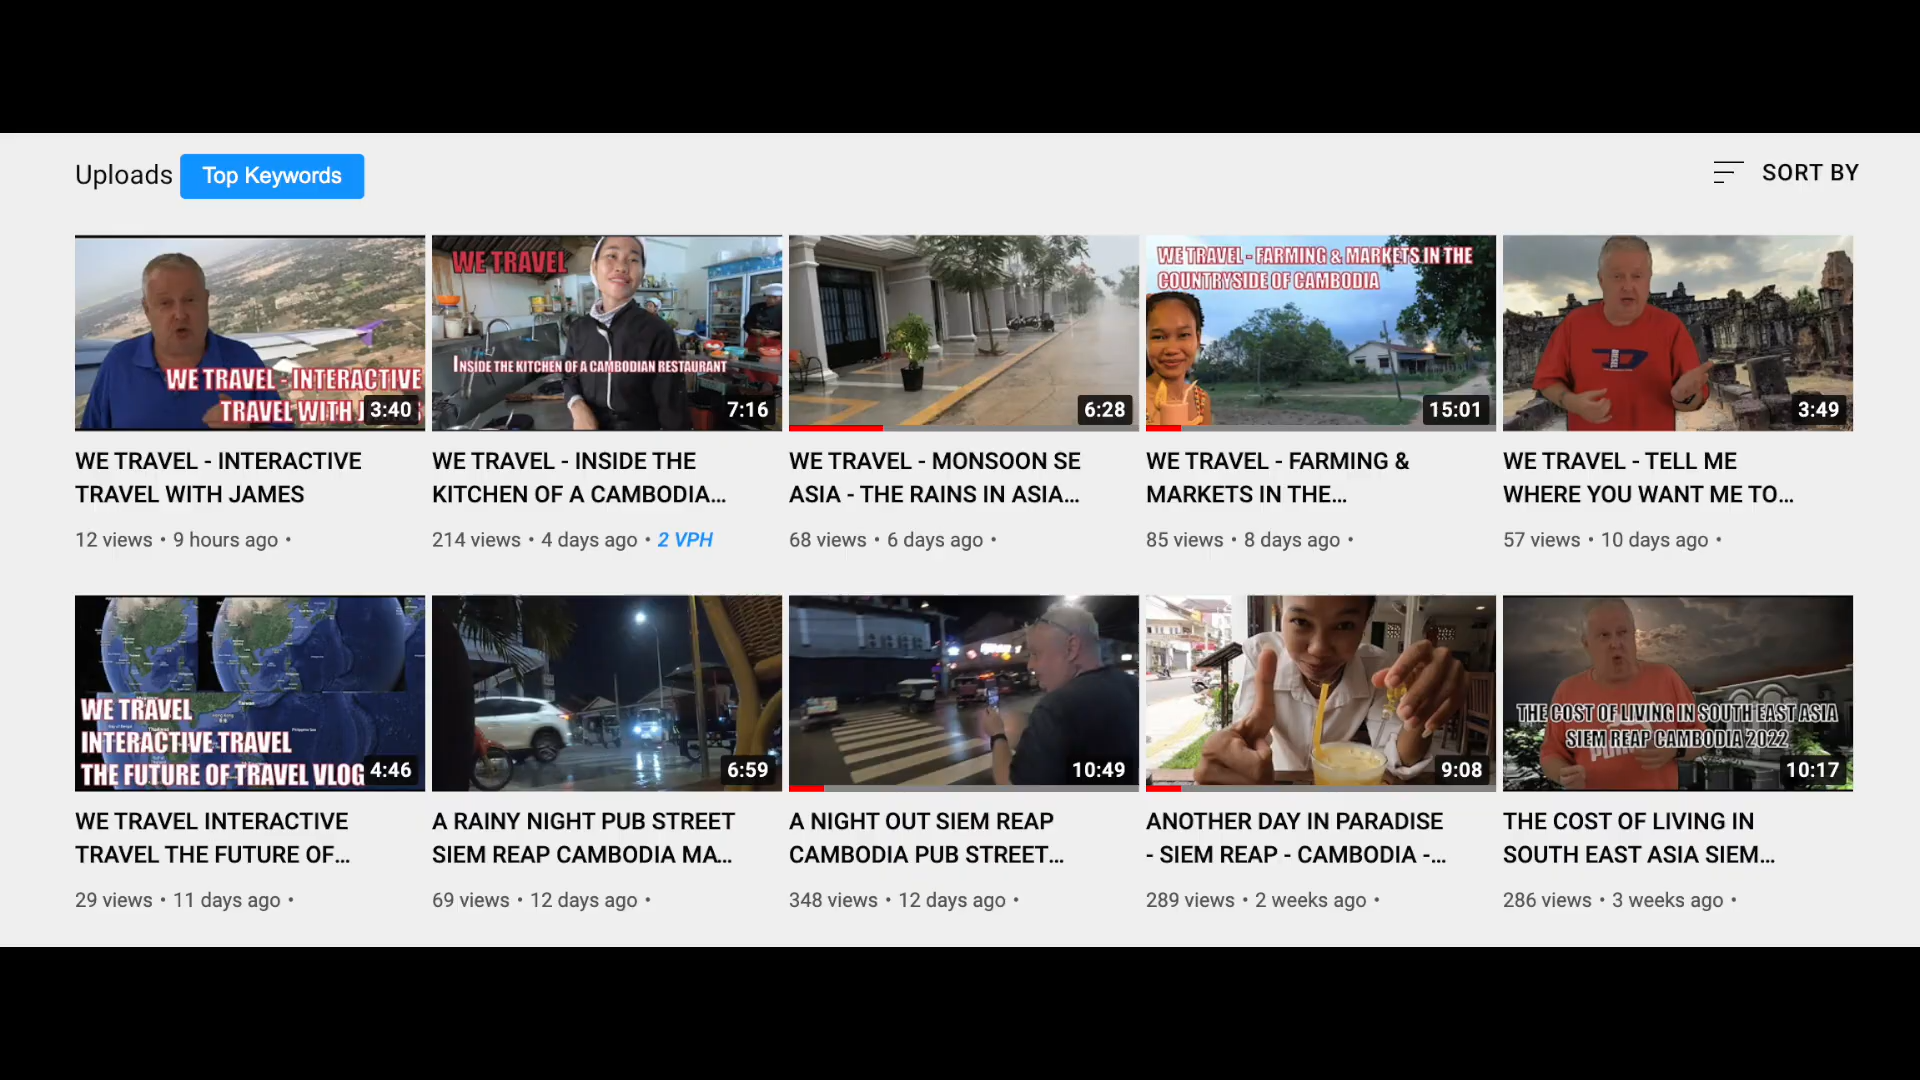 Uploads Top Keywords
SORT BY
WE TRAVEL - INTERACTIVE
TRAVEL WITH J
3:40
WE TRAVEL
INSIDE THE KITCHEN OF A CAMBODIAN RESTAURANT
7:16
6:28
WE TRAVEL - FARMING & MARKETS IN THE
COUNTRYSIDE OF CAMBODIA
15:01
DIESEL
3:49
WE TRAVEL - INTERACTIVE
TRAVEL WITH JAMES
12 views • 9 hours ago •
WE TRAVEL - INSIDE THE
KITCHEN OF A CAMBODIA...
214 views • 4 days ago • 2 VPH
WE TRAVEL - MONSOON SE
ASIA - THE RAINS IN ASIA...
68 views • 6 days ago •
WE TRAVEL - FARMING &
MARKETS IN THE...
85 views • 8 days ago •
WE TRAVEL - TELL ME
WHERE YOU WANT ME TO...
57 views • 10 days ago •
WE TRAVEL
INTERACTIVE TRAVEL
THE FUTURE OF TRAVEL VLOG
4:46
6:59
10:49
9:08
THE COST OF LIVING IN SOUTH EAST ASIA
SIEM REAP CAMBODIA 2022
10:17
WE TRAVEL INTERACTIVE
TRAVEL THE FUTURE OF...
29 views • 11 days ago •
A RAINY NIGHT PUB STREET
SIEM REAP CAMBODIA MA...
69 views • 12 days ago •
A NIGHT OUT SIEM REAP
CAMBODIA PUB STREET...
348 views • 12 days ago •
ANOTHER DAY IN PARADISE
- SIEM REAP - CAMBODIA -...
289 views • 2 weeks ago •
THE COST OF LIVING IN
SOUTH EAST ASIA SIEM...
286 views • 3 weeks ago •